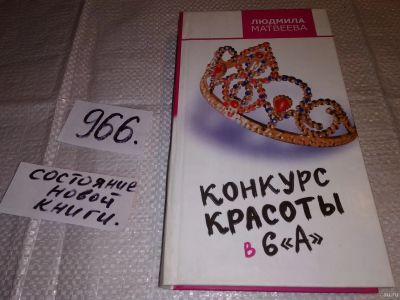 ЛЮДМИЛА
МАТВЕЕВА
966.
СОСТОЯНИЕ
НОВОЙ
КНИГИ.
КОНКУРС
КРАСОТЫ
в 6 «А»